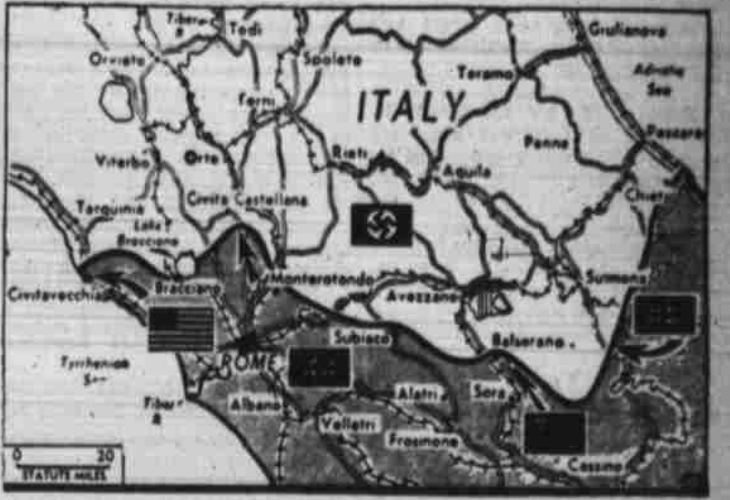 Tiber
R
Todi
Giulianova
Orvieto
Spoleto
Adriatic
Sea
Teramo
Terni
ITALY
Pescara
Penne
Viterbo
Orte
Rieti
Aquila
Chieti
Civita Castellana
Tarquinia
Lake
Bracciano
Monterotondo
Sulmona
Civitavecchia
Bracciano
Avezzano
Subiaco
Balsorano
Tyrrhenian
Sea
ROME
Tiber
R
Albano
Alatri
Sora
Velletri
Frosinone
Cassino
0 20
STATUTE MILES